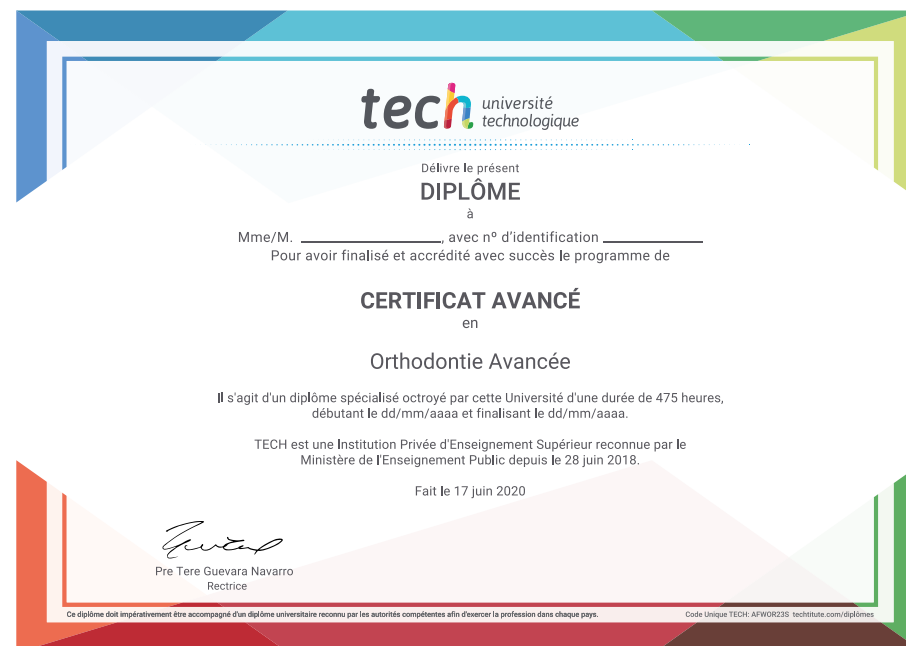 tech université
technologique
Délivre le présent
DIPLÔME
à
Mme/M. ____________________, avec nº d'identification ______________
Pour avoir finalisé et accrédité avec succès le programme de
CERTIFICAT AVANCÉ
en
Orthodontie Avancée
Il s'agit d'un diplôme spécialisé octroyé par cette Université d'une durée de 475 heures,
débutant le dd/mm/aaaa et finalisant le dd/mm/aaaa.
TECH est une Institution Privée d'Enseignement Supérieur reconnue par le
Ministère de l'Enseignement Public depuis le 28 juin 2018.
Fait le 17 juin 2020
Pre Tere Guevara Navarro
Rectrice
Ce diplôme doit impérativement être accompagné d'un diplôme universitaire reconnu par les autorités compétentes afin d'exercer la profession dans chaque pays.
Code Unique TECH: AFWOR23S techtitute.com/diplômes